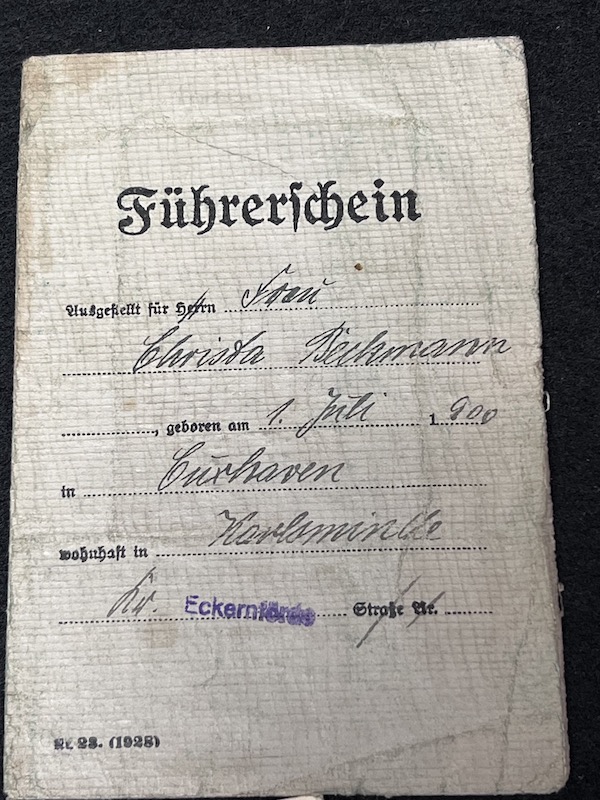 Führerschein
Ausgestellt für Herrn Frau
Christa Beckmann
, geboren am 1. Juli 1900
in Cuxhaven
wohnhaft in Karlsminde
Kr. Eckernförde Straße Nr.
Nr. 23. (1928)